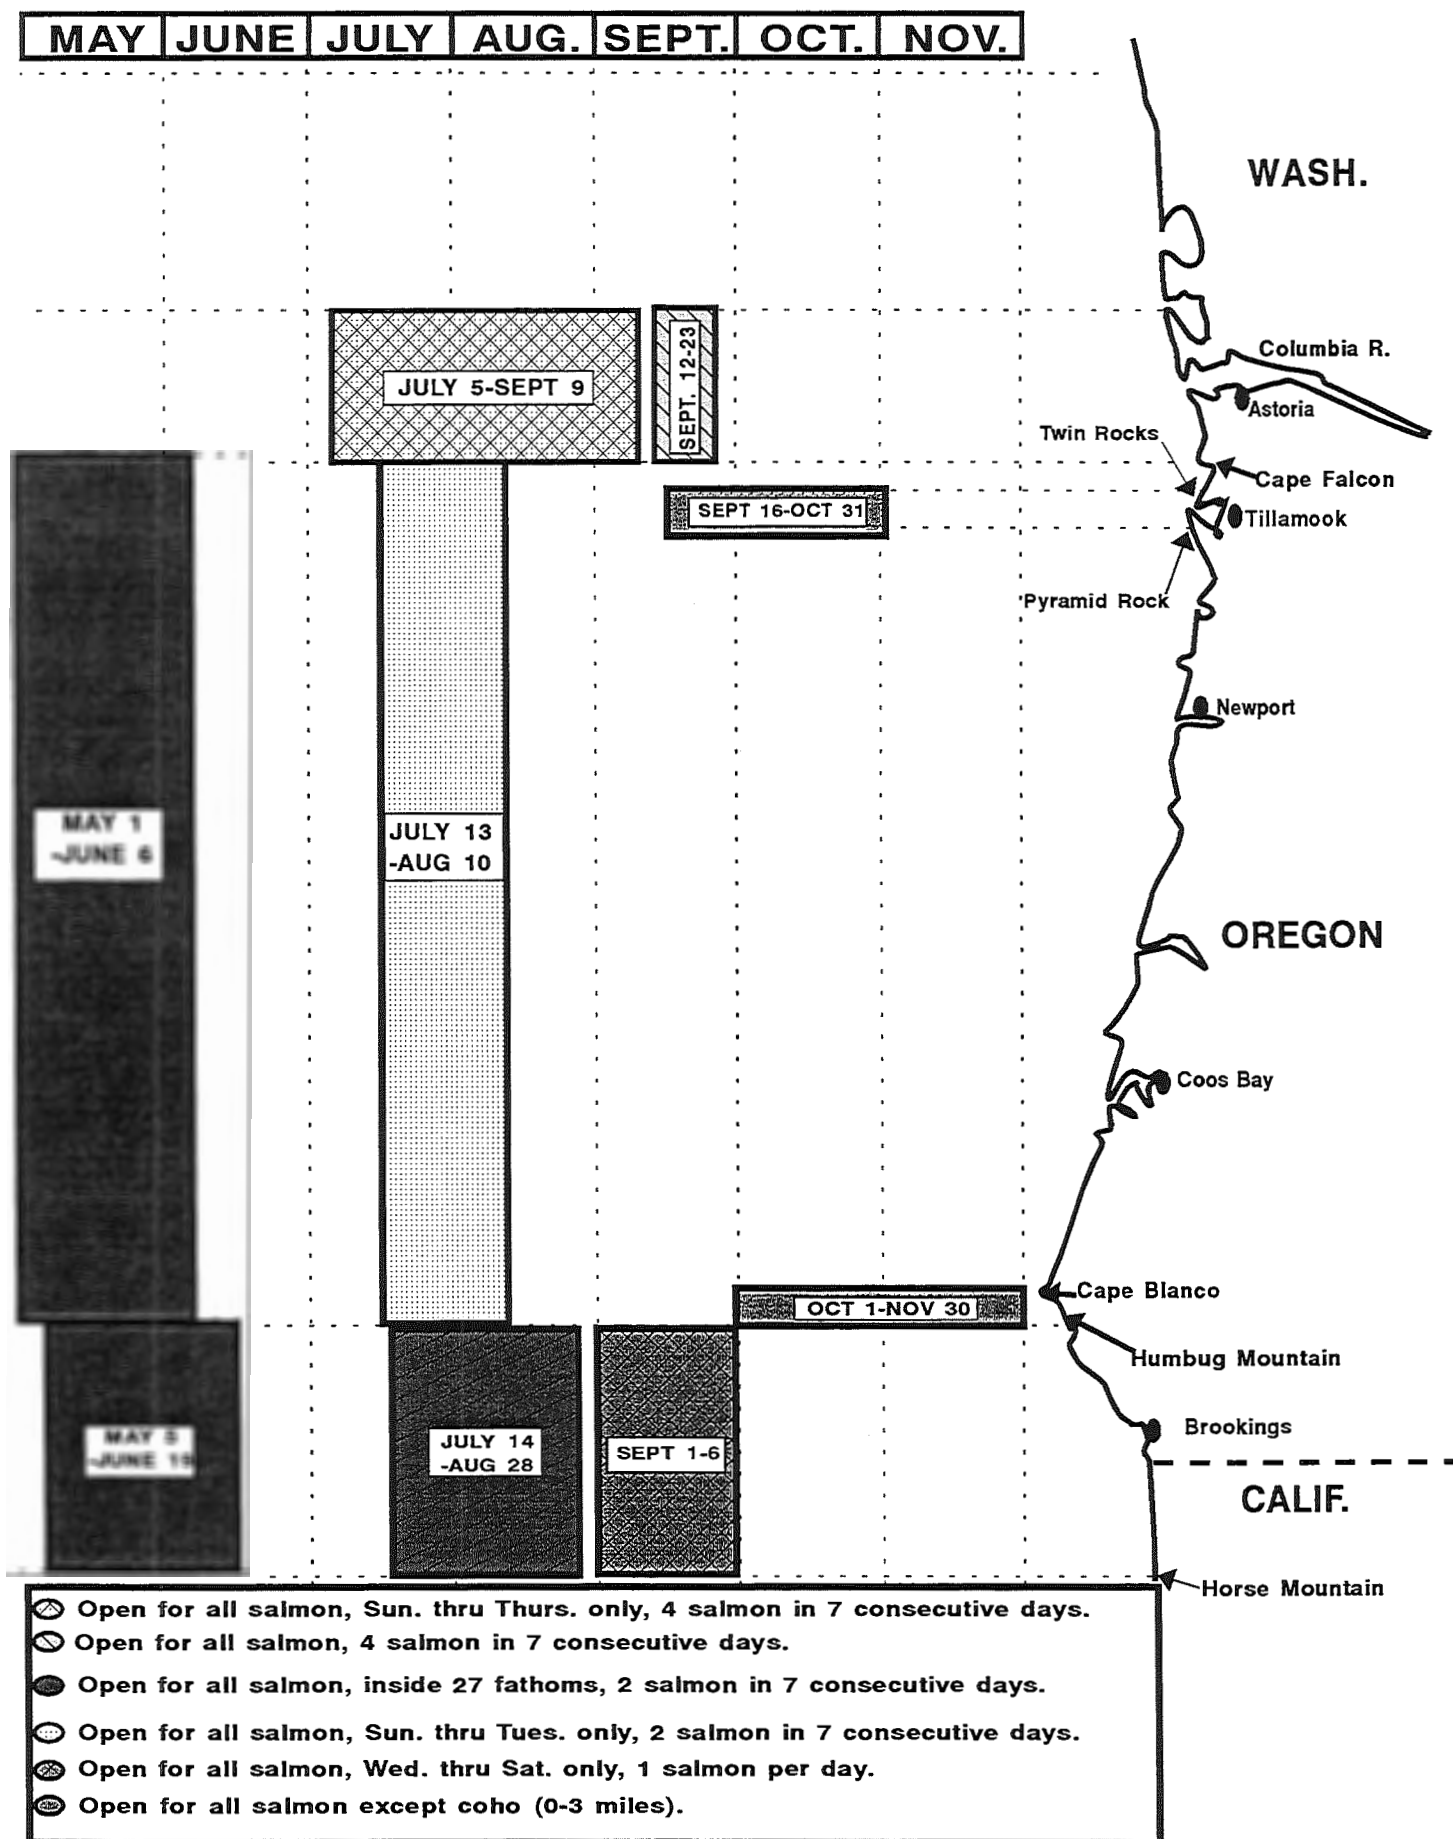 MAY JUNE JULY AUG. SEPT. OCT. NOV.
WASH.
Columbia R.
JULY 5-SEPT 9
SEPT. 12-23
Astoria
Twin Rocks
Cape Falcon
SEPT 16-OCT 31
Tillamook
Pyramid Rock
Newport
MAY 1
-JUNE 6
JULY 13
-AUG 10
OREGON
Coos Bay
Cape Blanco
OCT 1-NOV 30
Humbug Mountain
Brookings
MAY
-JUNE
JULY 14
-AUG 28
SEPT 1-6
CALIF.
Horse Mountain
Open for all salmon, Sun. thru Thurs. only, 4 salmon in 7 consecutive days.
Open for all salmon, 4 salmon in 7 consecutive days.
Open for all salmon, inside 27 fathoms, 2 salmon in 7 consecutive days.
Open for all salmon, Sun. thru Tues. only, 2 salmon in 7 consecutive days.
Open for all salmon, Wed. thru Sat. only, 1 salmon per day.
Open for all salmon except coho (0-3 miles).